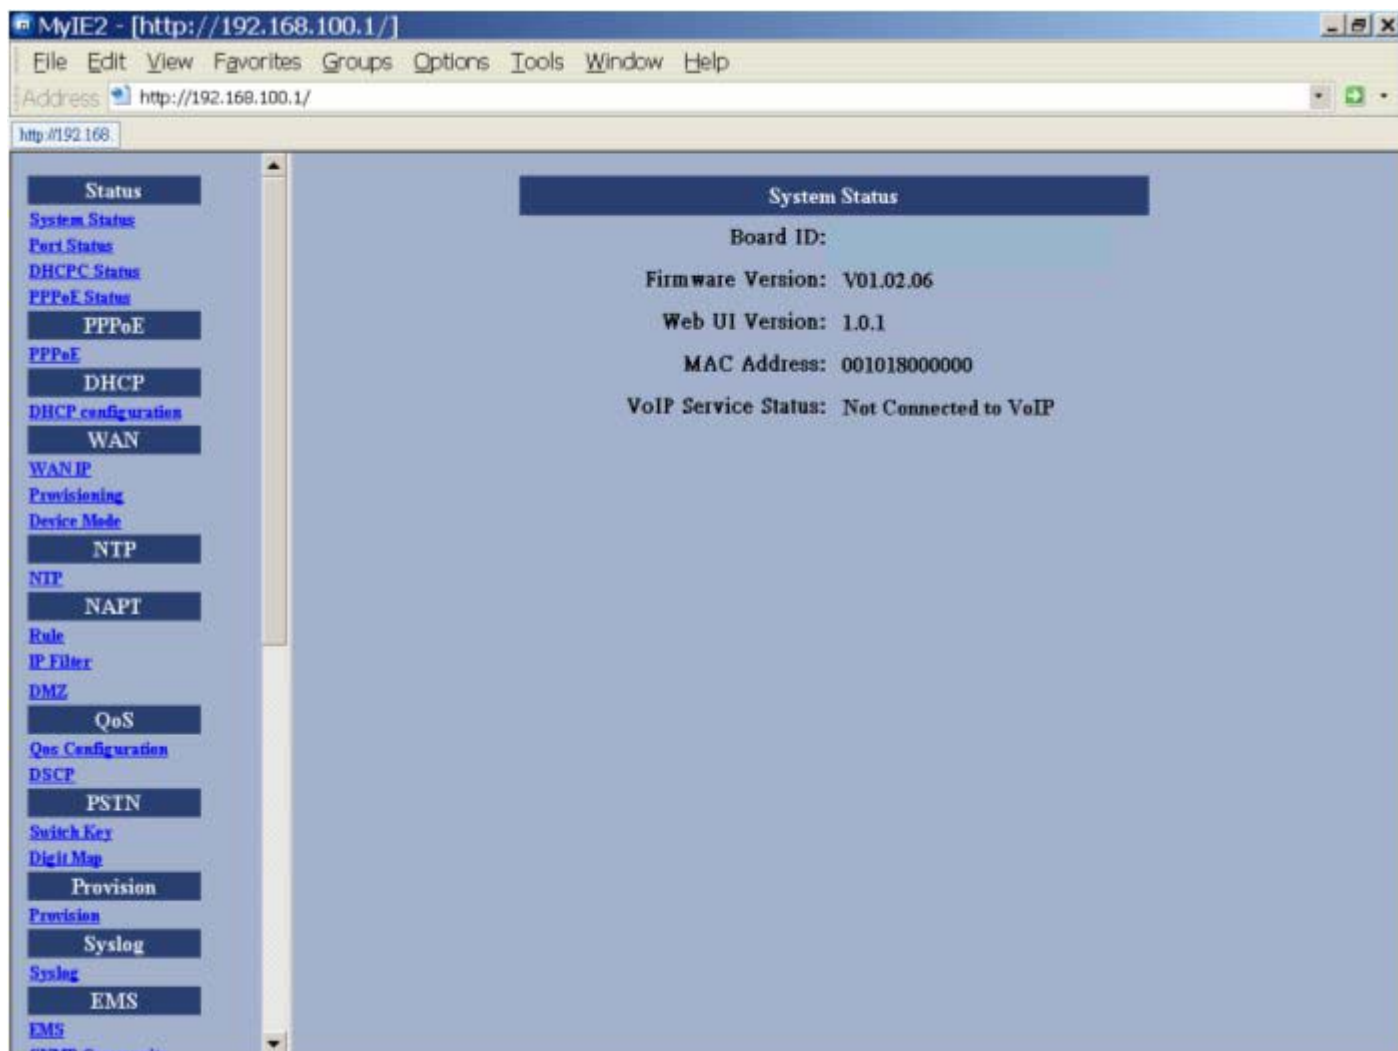 MyIE2 - [http://192.168.100.1/]
File Edit View Favorites Groups Options Tools Window Help
Address http://192.168.100.1/
http://192.168.
Status
System Status
Port Status
DHCPC Status
PPPoE Status
PPPoE
PPPoE
DHCP
DHCP configuration
WAN
WAN IP
Provisioning
Device Mode
NTP
NTP
NAPT
Rule
IP Filter
DMZ
QoS
Qos Configuration
DSCP
PSTN
Switch Key
Digit Map
Provision
Provision
Syslog
Syslog
EMS
EMS
System Status
Board ID:
Firmware Version: V01.02.06
Web UI Version: 1.0.1
MAC Address: 001018000000
VoIP Service Status: Not Connected to VoIP